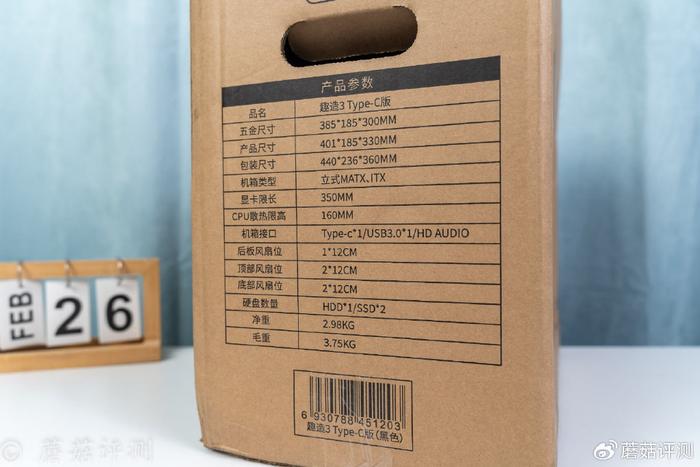 产品参数
品名 趣造3 Type-C版
五金尺寸 385*185*300MM
产品尺寸 401*185*330MM
包装尺寸 440*236*360MM
机箱类型 立式MATX、ITX
显卡限长 350MM
CPU散热限高 160MM
机箱接口 Type-c*1/USB3.0*1/HD AUDIO
后板风扇位 1*12CM
顶部风扇位 2*12CM
底部风扇位 2*12CM
硬盘数量 HDD*1/SSD*2
净重 2.98KG
毛重 3.75KG
6 930788 451203
趣造3 Type-C版(黑色)
FEB 2 6
© 蘑菇评测
蘑菇评测